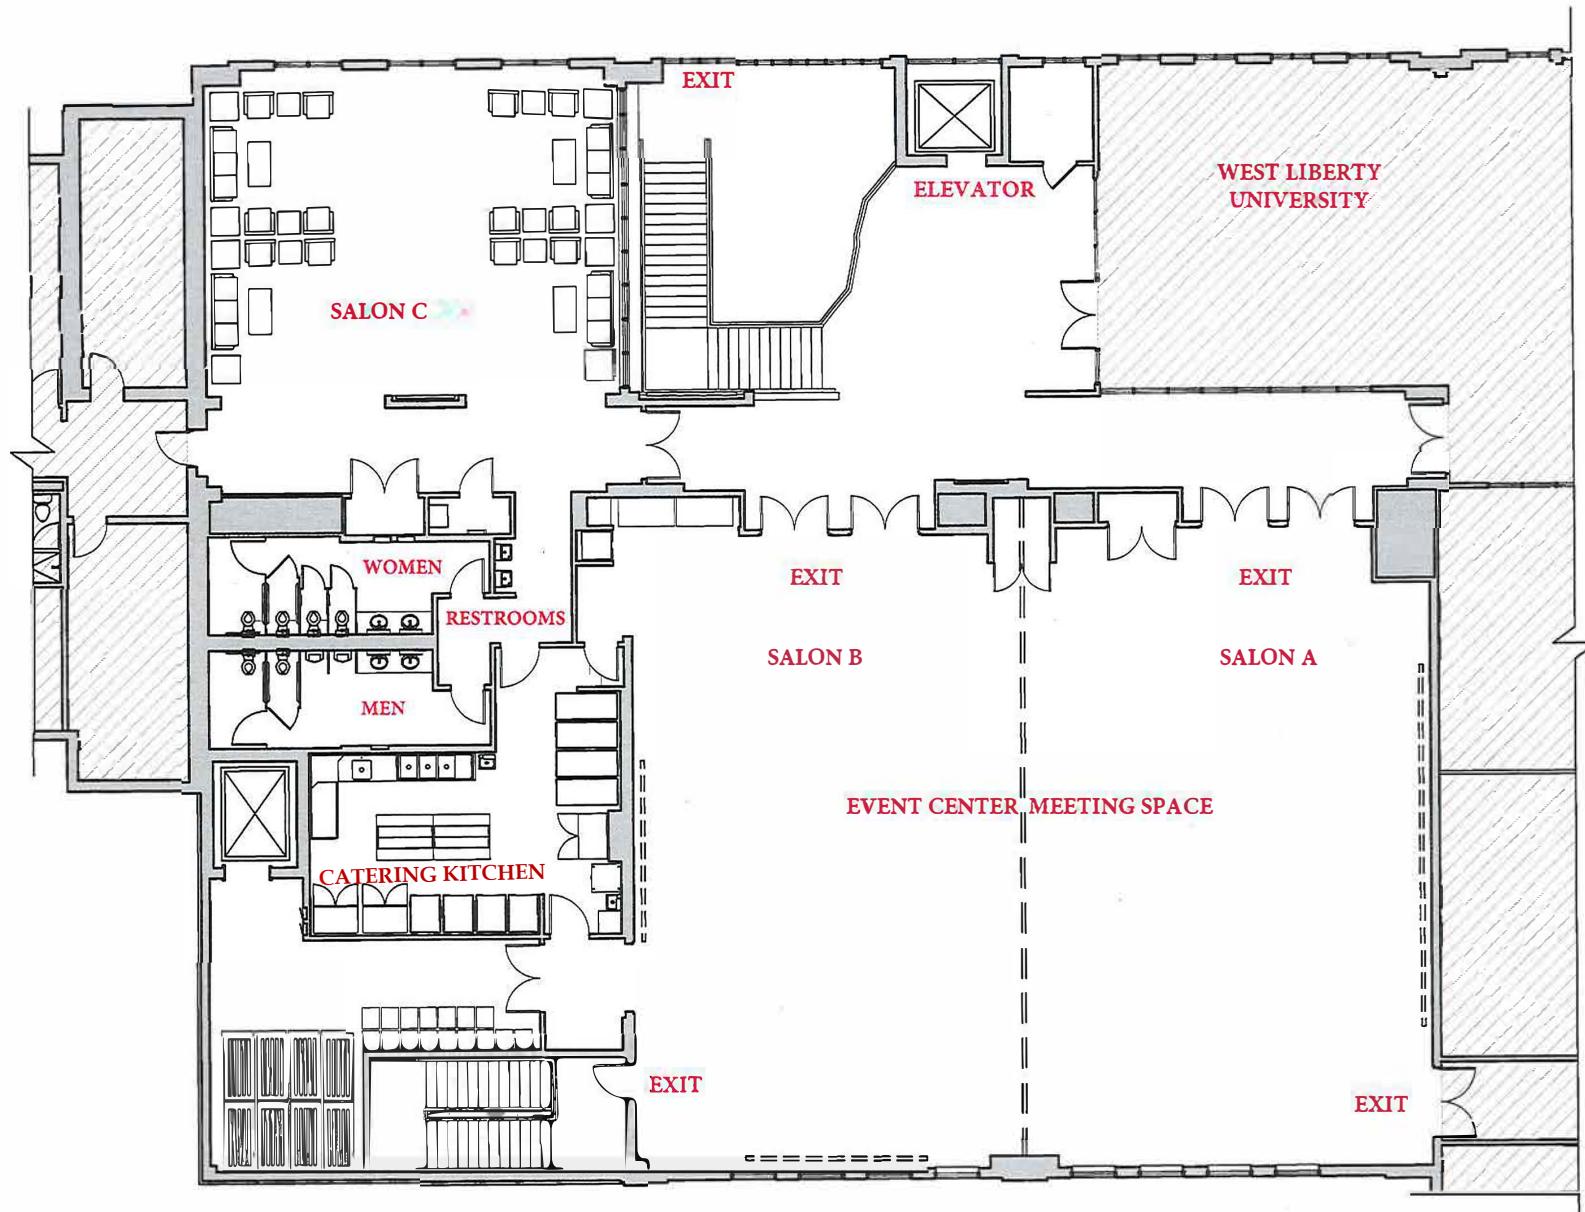 EXIT
WEST LIBERTY
UNIVERSITY
ELEVATOR
SALON C
WOMEN
EXIT
EXIT
RESTROOMS
SALON B
SALON A
MEN
EVENT CENTER MEETING SPACE
CATERING KITCHEN
EXIT
EXIT